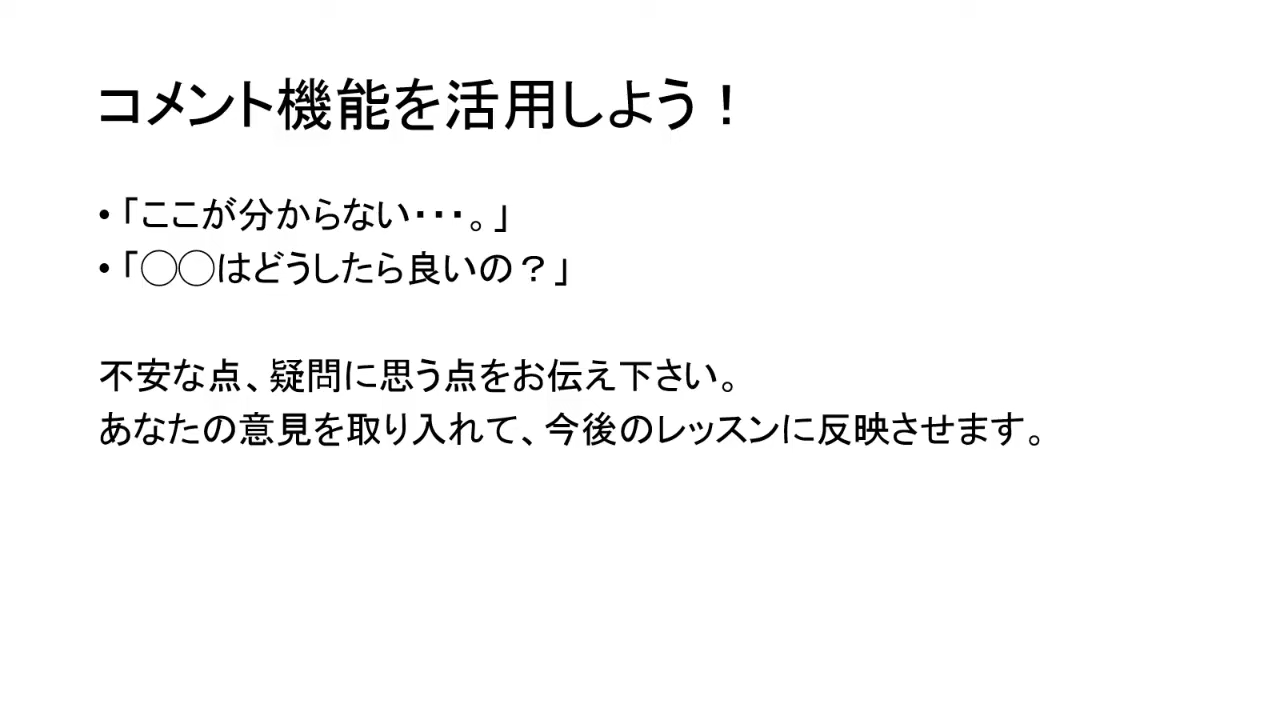 コメント機能を活用しよう！
• 「ここが分からない・・・。」
• 「◯◯はどうしたら良いの？」
不安な点、疑問に思う点をお伝え下さい。
あなたの意見を取り入れて、今後のレッスンに反映させます。